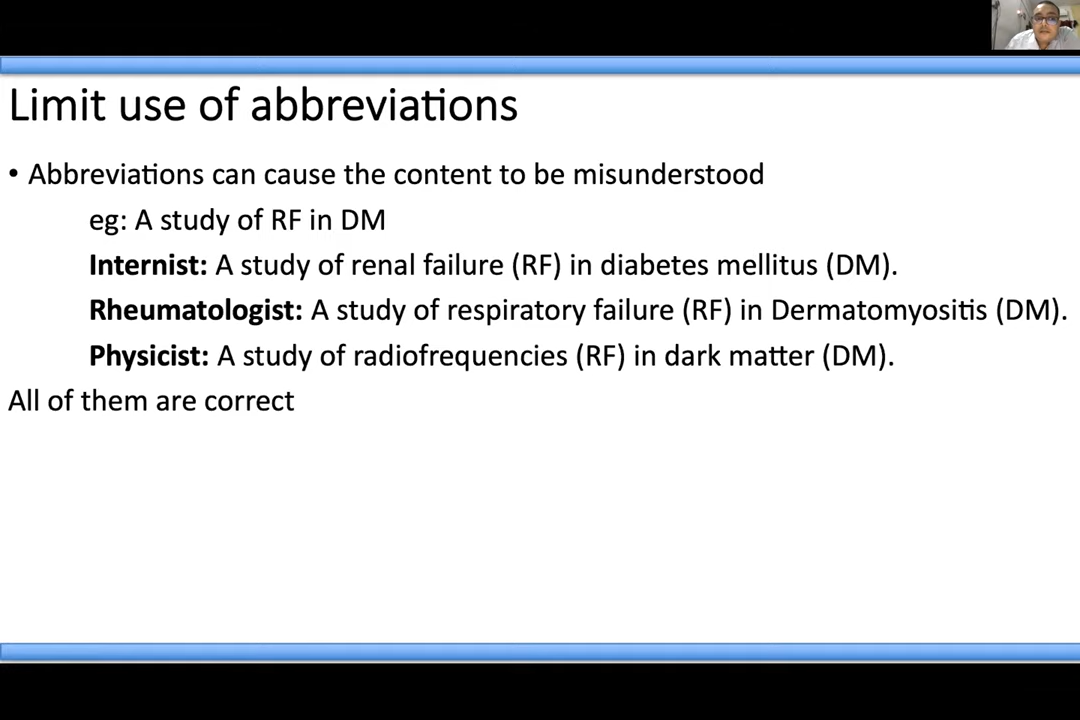 Limit use of abbreviations
• Abbreviations can cause the content to be misunderstood
eg: A study of RF in DM
Internist: A study of renal failure (RF) in diabetes mellitus (DM).
Rheumatologist: A study of respiratory failure (RF) in Dermatomyositis (DM).
Physicist: A study of radiofrequencies (RF) in dark matter (DM).
All of them are correct